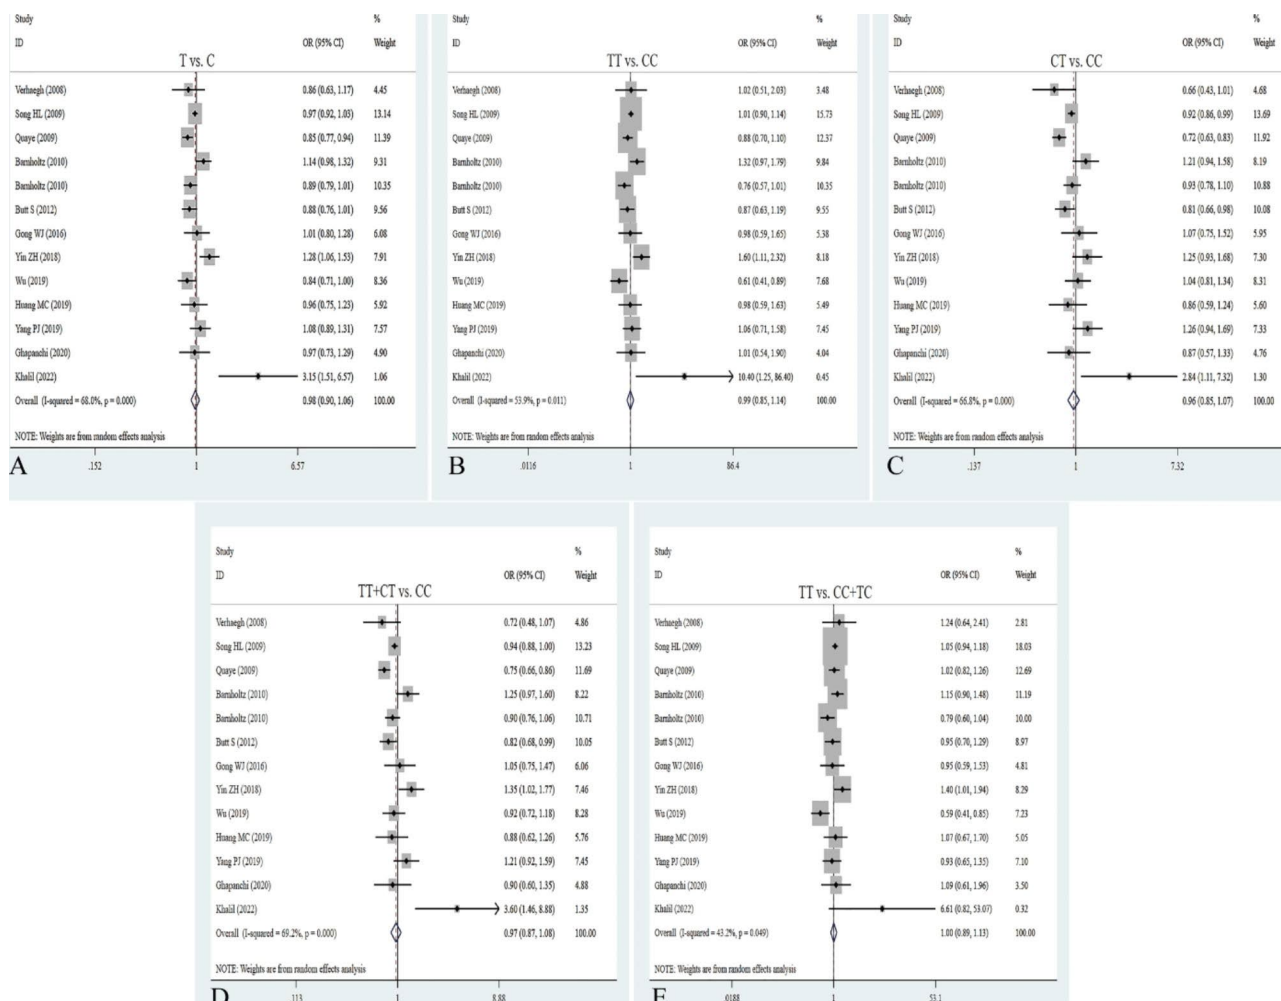 Study %
ID OR (95% CI) Weight
T vs. C
Verhaegh (2008) 0.86 (0.63, 1.17) 4.45
Song HL (2009) 0.97 (0.92, 1.03) 13.14
Quaye (2009) 0.85 (0.77, 0.94) 11.39
Barnholtz (2010) 1.14 (0.98, 1.32) 9.31
Barnholtz (2010) 0.89 (0.79, 1.01) 10.35
Butt S (2012) 0.88 (0.76, 1.01) 9.56
Gong WJ (2016) 1.01 (0.80, 1.28) 6.08
Yin ZH (2018) 1.28 (1.06, 1.53) 7.91
Wu (2019) 0.84 (0.71, 1.00) 8.36
Huang MC (2019) 0.96 (0.75, 1.23) 5.92
Yang PJ (2019) 1.08 (0.89, 1.31) 7.57
Ghapanchi (2020) 0.97 (0.73, 1.29) 4.90
Khalil (2022) 3.15 (1.51, 6.57) 1.06
Overall (I-squared = 68.0%, p = 0.000) 0.98 (0.90, 1.06) 100.00
NOTE: Weights are from random effects analysis
A
.152 1 6.57
Study %
ID OR (95% CI) Weight
TT vs. CC
Verhaegh (2008) 1.02 (0.51, 2.03) 3.48
Song HL (2009) 1.01 (0.90, 1.14) 15.73
Quaye (2009) 0.88 (0.70, 1.10) 12.37
Barnholtz (2010) 1.32 (0.97, 1.79) 9.84
Barnholtz (2010) 0.76 (0.57, 1.01) 10.35
Butt S (2012) 0.87 (0.63, 1.19) 9.55
Gong WJ (2016) 0.98 (0.59, 1.65) 5.38
Yin ZH (2018) 1.60 (1.11, 2.32) 8.18
Wu (2019) 0.61 (0.41, 0.89) 7.68
Huang MC (2019) 0.98 (0.59, 1.63) 5.49
Yang PJ (2019) 1.06 (0.71, 1.58) 7.45
Ghapanchi (2020) 1.01 (0.54, 1.90) 4.04
Khalil (2022) 10.40 (1.25, 86.40) 0.45
Overall (I-squared = 53.9%, p = 0.011) 0.99 (0.85, 1.14) 100.00
NOTE: Weights are from random effects analysis
B
.0116 1 86.4
Study %
ID OR (95% CI) Weight
CT vs. CC
Verhaegh (2008) 0.66 (0.43, 1.01) 4.68
Song HL (2009) 0.92 (0.86, 0.99) 13.69
Quaye (2009) 0.72 (0.63, 0.83) 11.92
Barnholtz (2010) 1.21 (0.94, 1.58) 8.19
Barnholtz (2010) 0.93 (0.78, 1.10) 10.88
Butt S (2012) 0.81 (0.66, 0.98) 10.08
Gong WJ (2016) 1.07 (0.75, 1.52) 5.95
Yin ZH (2018) 1.25 (0.93, 1.68) 7.30
Wu (2019) 1.04 (0.81, 1.34) 8.31
Huang MC (2019) 0.86 (0.59, 1.24) 5.60
Yang PJ (2019) 1.26 (0.94, 1.69) 7.33
Ghapanchi (2020) 0.87 (0.57, 1.33) 4.76
Khalil (2022) 2.84 (1.11, 7.32) 1.30
Overall (I-squared = 66.8%, p = 0.000) 0.96 (0.85, 1.07) 100.00
NOTE: Weights are from random effects analysis
C
.137 1 7.32
Study %
ID OR (95% CI) Weight
TT+CT vs. CC
Verhaegh (2008) 0.72 (0.48, 1.07) 4.86
Song HL (2009) 0.94 (0.88, 1.00) 13.23
Quaye (2009) 0.75 (0.66, 0.86) 11.69
Barnholtz (2010) 1.25 (0.97, 1.60) 8.22
Barnholtz (2010) 0.90 (0.76, 1.06) 10.71
Butt S (2012) 0.82 (0.68, 0.99) 10.05
Gong WJ (2016) 1.05 (0.75, 1.47) 6.06
Yin ZH (2018) 1.35 (1.02, 1.77) 7.46
Wu (2019) 0.92 (0.72, 1.18) 8.28
Huang MC (2019) 0.88 (0.62, 1.26) 5.76
Yang PJ (2019) 1.21 (0.92, 1.59) 7.45
Ghapanchi (2020) 0.90 (0.60, 1.35) 4.88
Khalil (2022) 3.60 (1.46, 8.88) 1.35
Overall (I-squared = 69.2%, p = 0.000) 0.97 (0.87, 1.08) 100.00
NOTE: Weights are from random effects analysis
D
.113 1 8.88
Study %
ID OR (95% CI) Weight
TT vs. CC+TC
Verhaegh (2008) 1.24 (0.64, 2.41) 2.81
Song HL (2009) 1.05 (0.94, 1.18) 18.03
Quaye (2009) 1.02 (0.82, 1.26) 12.69
Barnholtz (2010) 1.15 (0.90, 1.48) 11.19
Barnholtz (2010) 0.79 (0.60, 1.04) 10.00
Butt S (2012) 0.95 (0.70, 1.29) 8.97
Gong WJ (2016) 0.95 (0.59, 1.53) 4.81
Yin ZH (2018) 1.40 (1.01, 1.94) 8.29
Wu (2019) 0.59 (0.41, 0.85) 7.23
Huang MC (2019) 1.07 (0.67, 1.70) 5.05
Yang PJ (2019) 0.93 (0.65, 1.35) 7.10
Ghapanchi (2020) 1.09 (0.61, 1.96) 3.50
Khalil (2022) 6.61 (0.82, 53.07) 0.32
Overall (I-squared = 43.2%, p = 0.049) 1.00 (0.89, 1.13) 100.00
NOTE: Weights are from random effects analysis
E
.0188 1 53.1